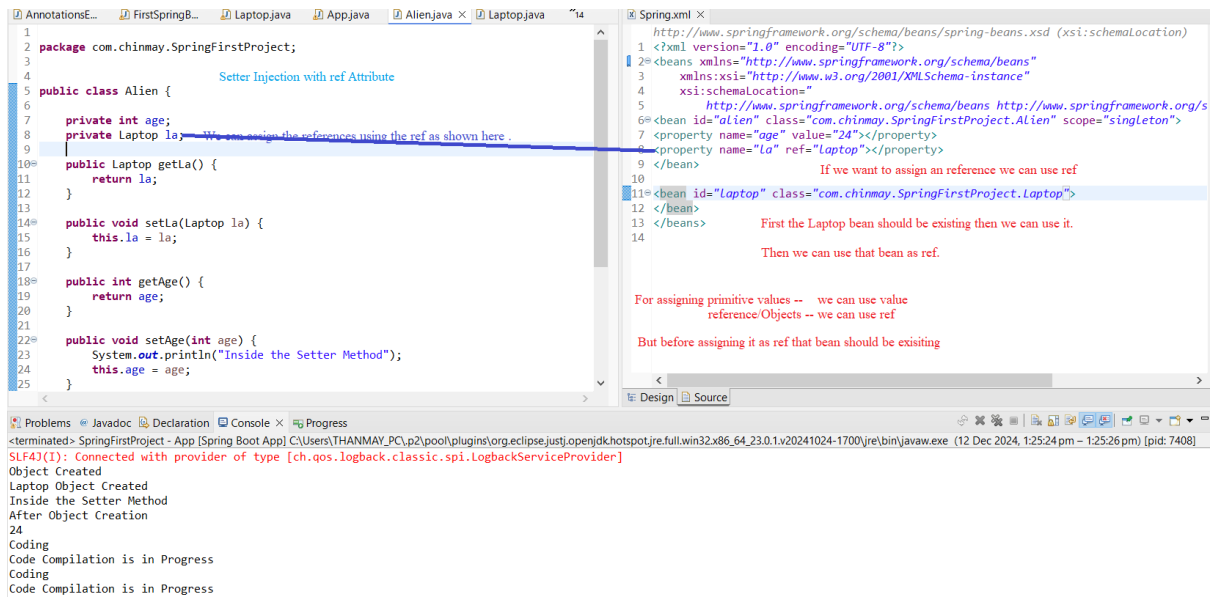 AnnotationsE... FirstSpringB... Laptop.java App.java Alien.java Laptop.java 14
1
2 package com.chinmay.SpringFirstProject;
3
4 Setter Injection with ref Attribute
5 public class Alien {
6
7 private int age;
8 private Laptop la; We can assign the references using the ref as shown here .
9
10 public Laptop getLa() {
11 return la;
12 }
13
14 public void setLa(Laptop la) {
15 this.la = la;
16 }
17
18 public int getAge() {
19 return age;
20 }
21
22 public void setAge(int age) {
23 System.out.println("Inside the Setter Method");
24 this.age = age;
25 }
Spring.xml
http://www.springframework.org/schema/beans/spring-beans.xsd (xsi:schemaLocation)
1 <?xml version="1.0" encoding="UTF-8"?>
2 <beans xmlns="http://www.springframework.org/schema/beans"
3 xmlns:xsi="http://www.w3.org/2001/XMLSchema-instance"
4 xsi:schemaLocation="
5 http://www.springframework.org/schema/beans http://www.springframework.org/s
6 <bean id="alien" class="com.chinmay.SpringFirstProject.Alien" scope="singleton">
7 <property name="age" value="24"></property>
8 <property name="la" ref="laptop"></property>
9 </bean>
If we want to assign an reference we can use ref
10
11 <bean id="laptop" class="com.chinmay.SpringFirstProject.Laptop">
12 </bean>
13 </beans> First the Laptop bean should be existing then we can use it.
14
Then we can use that bean as ref.
For assigning primitive values -- we can use value
reference/Objects -- we can use ref
But before assigning it as ref that bean should be exisiting
Design Source
Problems Javadoc Declaration Console Progress
<terminated> SpringFirstProject - App [Spring Boot App] C:\Users\THANMAY_PC\.p2\pool\plugins\org.eclipse.justj.openjdk.hotspot.jre.full.win32.x86_64_23.0.1.v20241024-1700\jre\bin\javaw.exe (12 Dec 2024, 1:25:24 pm – 1:25:26 pm) [pid: 7408]
SLF4J(I): Connected with provider of type [ch.qos.logback.classic.spi.LogbackServiceProvider]
Object Created
Laptop Object Created
Inside the Setter Method
After Object Creation
24
Coding
Code Compilation is in Progress
Coding
Code Compilation is in Progress